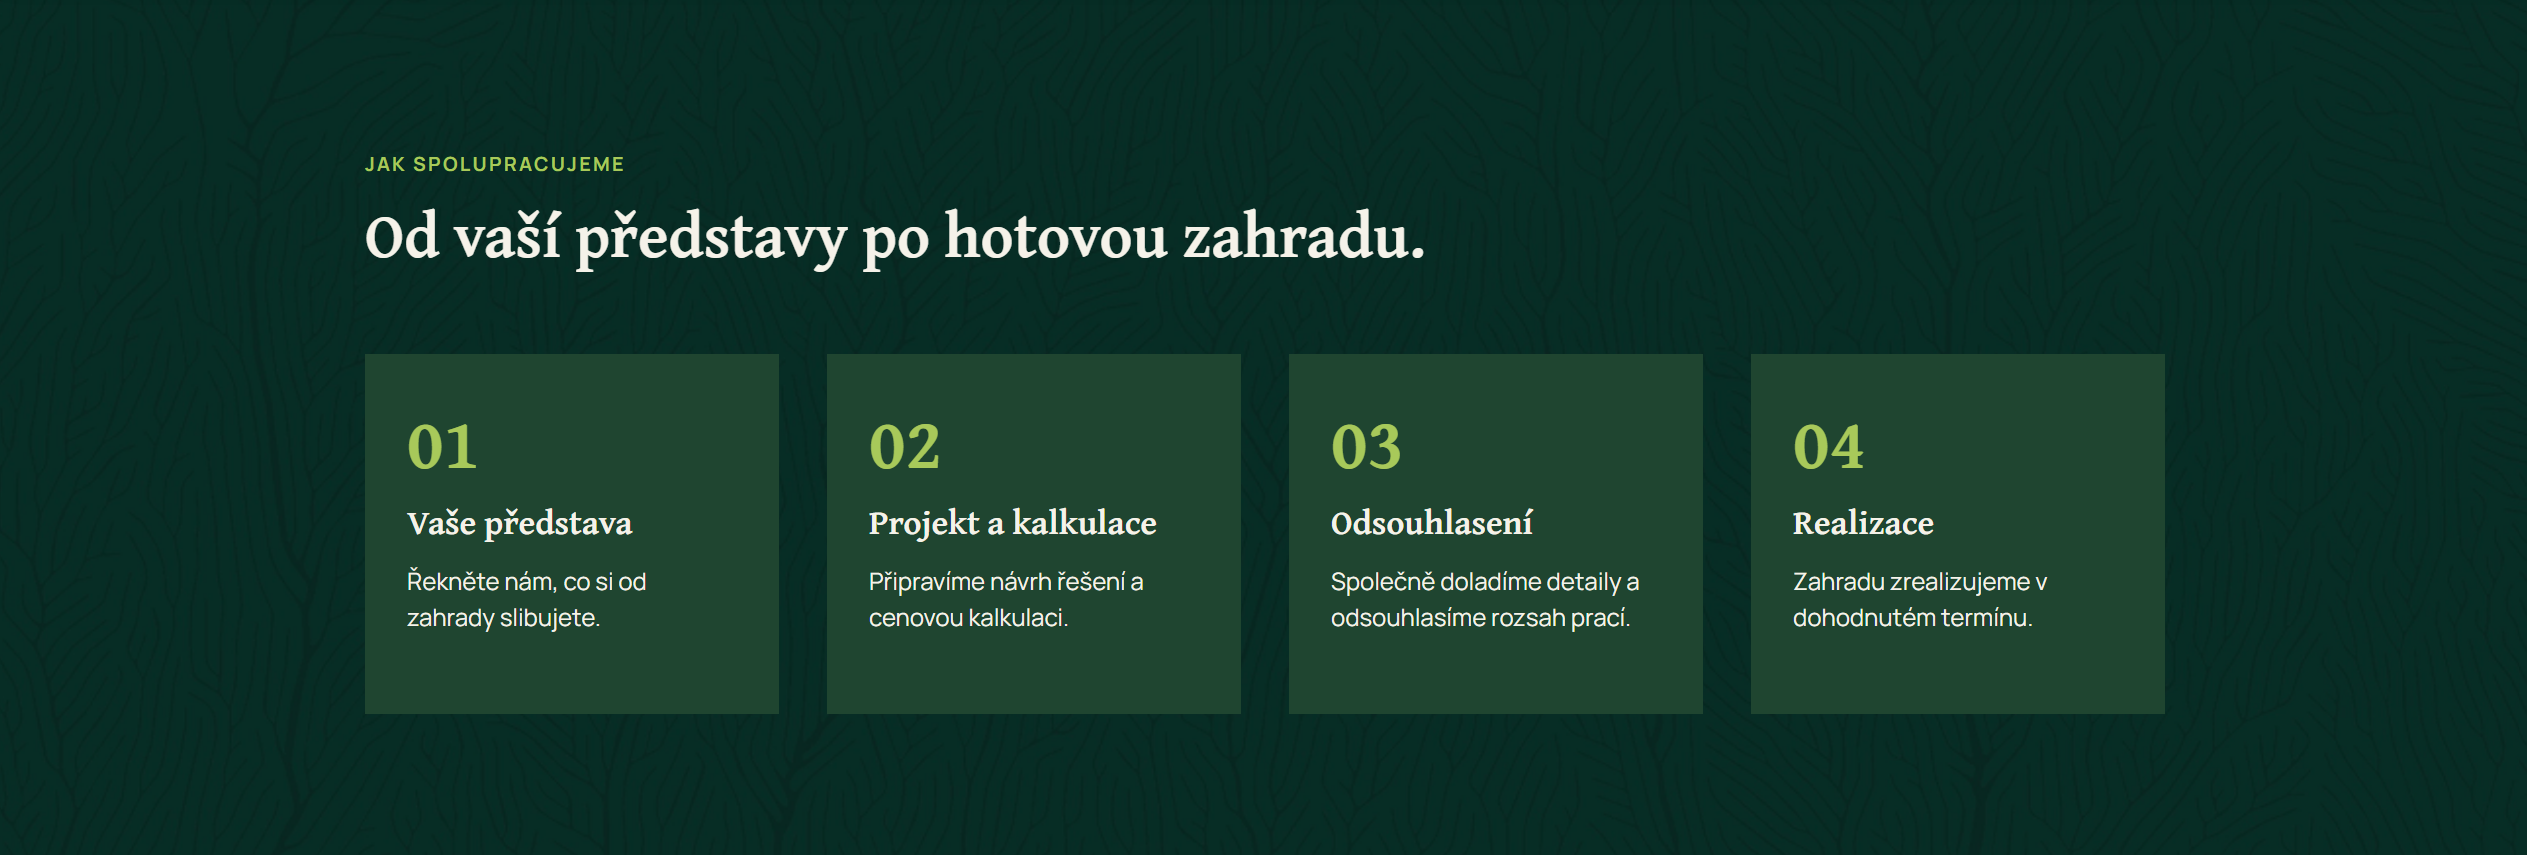 JAK SPOLUPRACUJEME
Od vaší představy po hotovou zahradu.
01
Vaše představa
Řekněte nám, co si od
zahrady slibujete.
02
Projekt a kalkulace
Připravíme návrh řešení a
cenovou kalkulaci.
03
Odsouhlasení
Společně doladíme detaily a
odsouhlasíme rozsah prací.
04
Realizace
Zahradu zrealizujeme v
dohodnutém termínu.